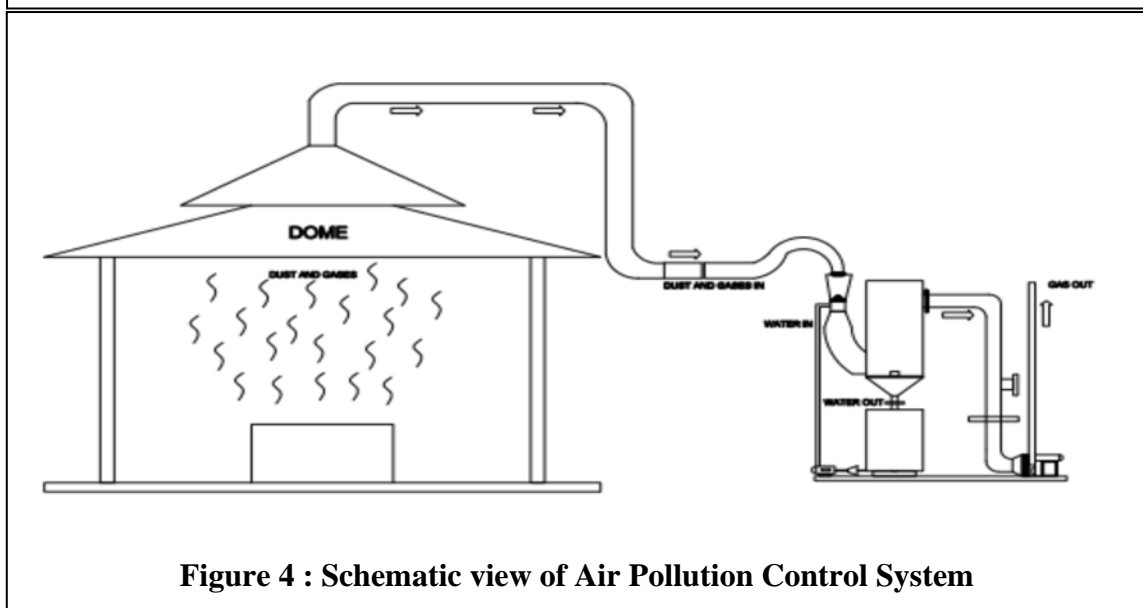 DOME
DUST AND GASES
DUST AND GASES IN
GAS OUT
WATER IN
WATER OUT
Figure 4 : Schematic view of Air Pollution Control System